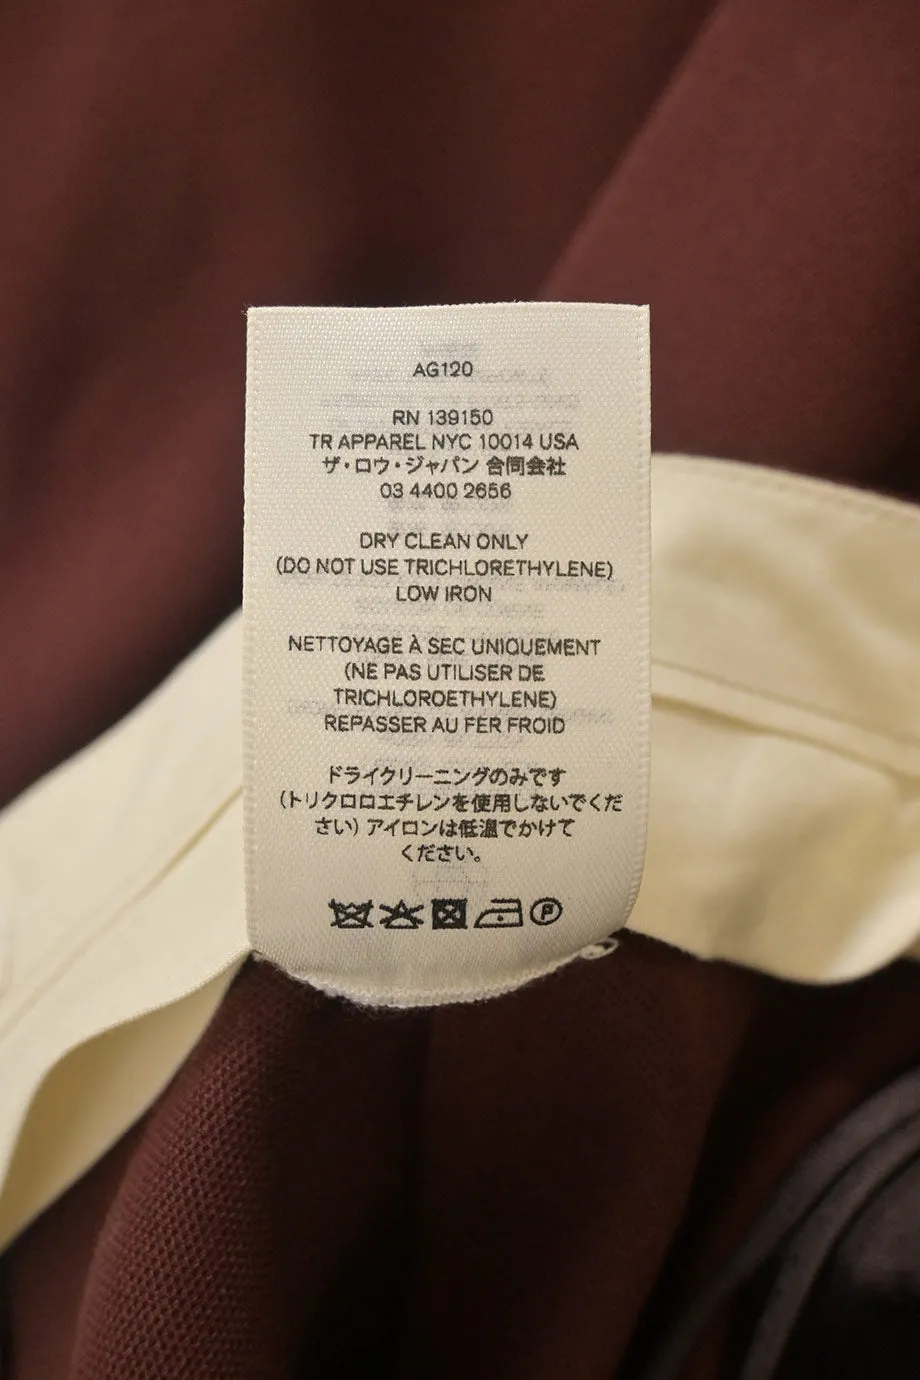 AG120
RN 139150
TR APPAREL NYC 10014 USA
ザ・ロウ・ジャパン 合同会社
03 4400 2656
DRY CLEAN ONLY
(DO NOT USE TRICHLORETHYLENE)
LOW IRON
NETTOYAGE À SEC UNIQUEMENT
(NE PAS UTILISER DE
TRICHLOROETHYLENE)
REPASSER AU FER FROID
ドライクリーニングのみです
(トリクロロエチレンを使用しないでくだ
さい) アイロンは低温でかけて
ください。
P